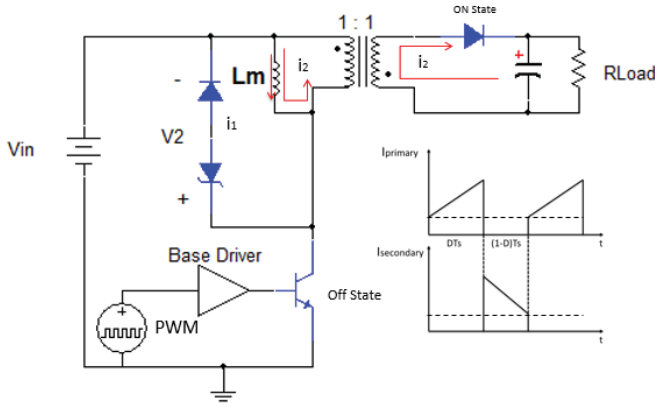 1 : 1
ON State
Lm
i2
i2
+
RLoad
-
V2
i1
Vin
+
Iprimary
DTs
(1-D)Ts
t
Base Driver
Isecondary
Off State
+
PWM
t